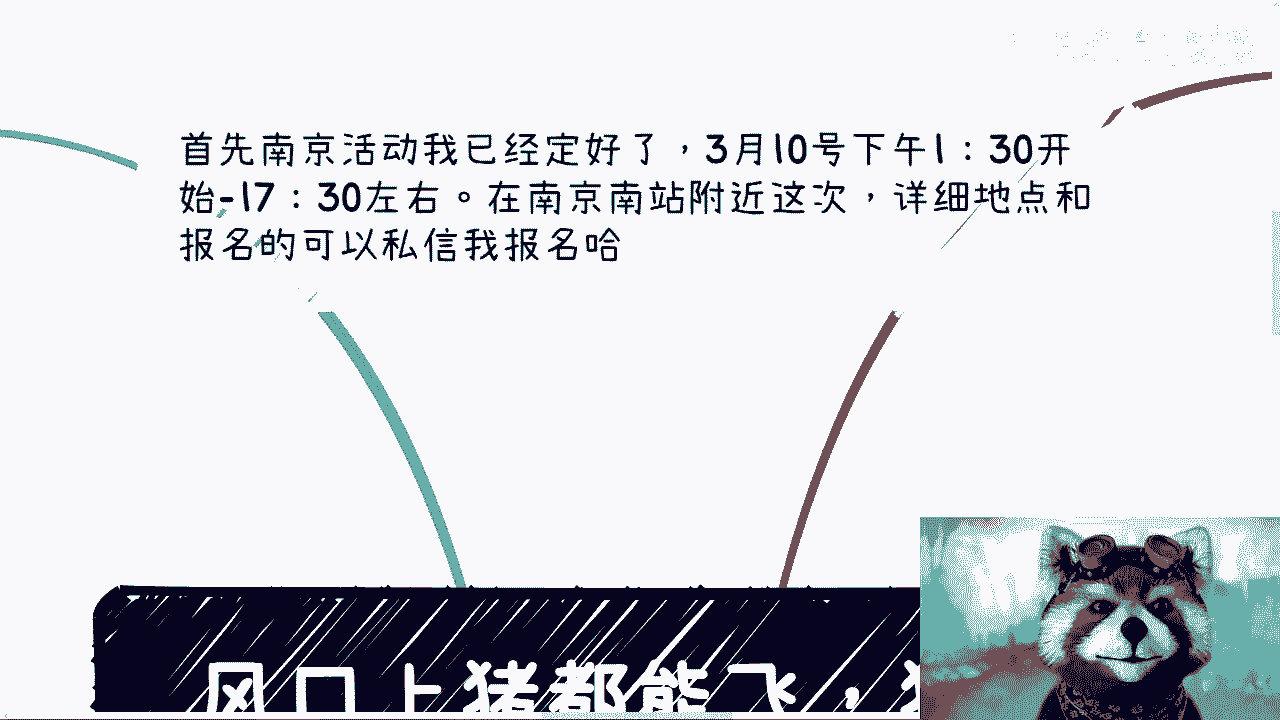 首先南京活动我已经定好了，3月10号下午1：30开
始-17：30左右。在南京南站附近这次，详细地点和
报名的可以私信我报名哈
风口上猪都能飞，